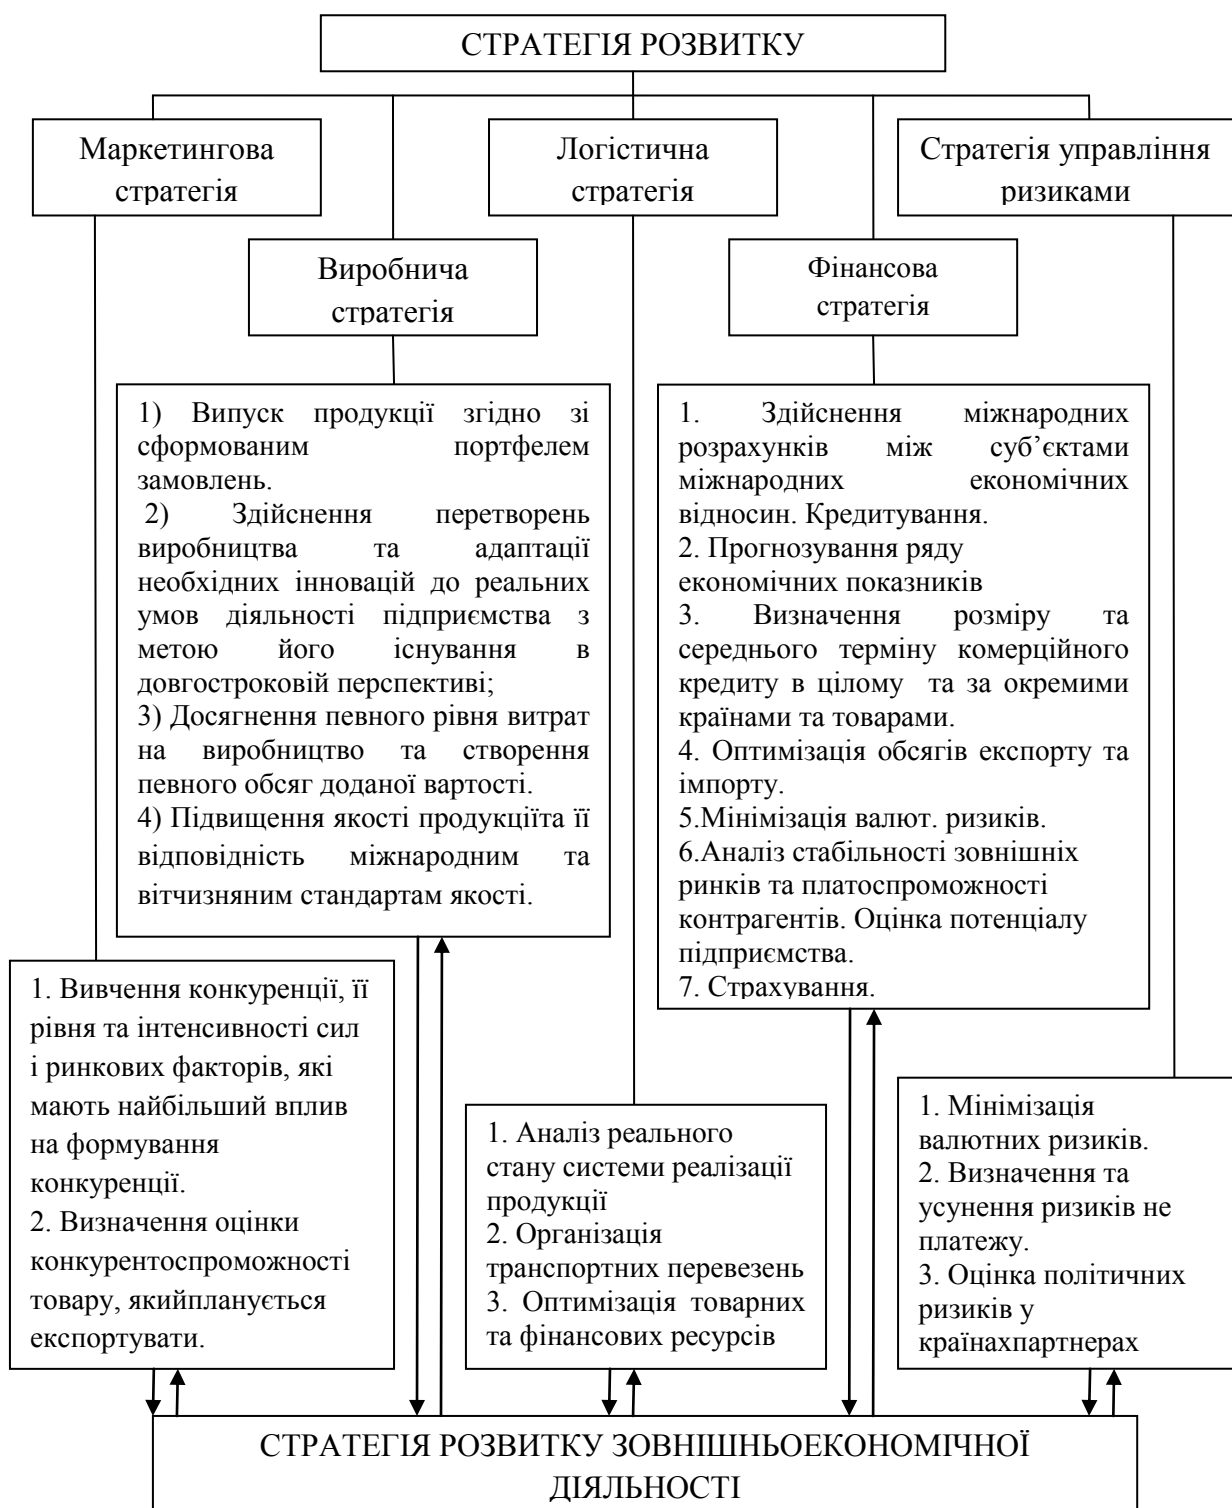 СТРАТЕГІЯ РОЗВИТКУ
Маркетингова
стратегія
Логістична
стратегія
Стратегія управління
ризиками
Виробнича
стратегія
Фінансова
стратегія
1) Випуск продукції згідно зі
сформованим портфелем
замовлень.
2) Здійснення перетворень
виробництва та адаптації
необхідних інновацій до реальних
умов діяльності підприємства з
метою його існування в
довгостроковій перспективі;
3) Досягнення певного рівня витрат
на виробництво та створення
певного обсяг доданої вартості.
4) Підвищення якості продукціїта її
відповідність міжнародним та
вітчизняним стандартам якості.
1. Здійснення міжнародних
розрахунків між суб’єктами
міжнародних економічних
відносин. Кредитування.
2. Прогнозування ряду
економічних показників
3. Визначення розміру та
середнього терміну комерційного
кредиту в цілому та за окремими
країнами та товарами.
4. Оптимізація обсягів експорту та
імпорту.
5.Мінімізація валют. ризиків.
6.Аналіз стабільності зовнішніх
ринків та платоспроможності
контрагентів. Оцінка потенціалу
підприємства.
7. Страхування.
1. Вивчення конкуренції, її
рівня та інтенсивності сил
і ринкових факторів, які
мають найбільший вплив
на формування
конкуренції.
2. Визначення оцінки
конкурентоспроможності
товару, якийпланується
експортувати.
1. Аналіз реального
стану системи реалізації
продукції
2. Організація
транспортних перевезень
3. Оптимізація товарних
та фінансових ресурсів
1. Мінімізація
валютних ризиків.
2. Визначення та
усунення ризиків не
платежу.
3. Оцінка політичних
ризиків у
країнахпартнерах
СТРАТЕГІЯ РОЗВИТКУ ЗОВНІШНЬОЕКОНОМІЧНОЇ
ДІЯЛЬНОСТІ